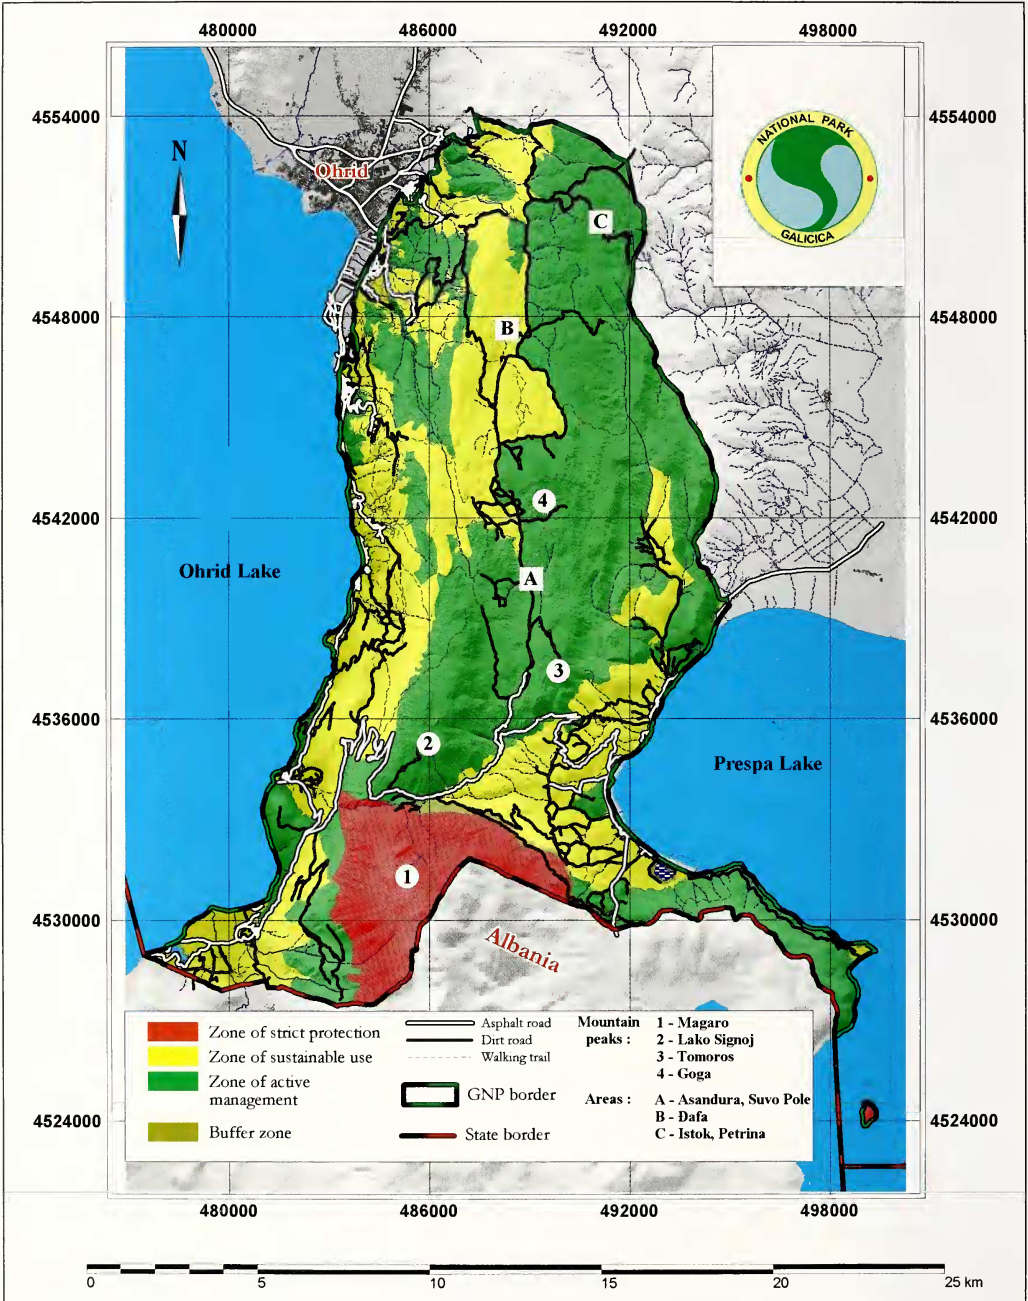 480000 486000 492000 498000
4554000 4554000
NATIONAL PARK
GALICICA
N
Ohrid
C
4548000 4548000
B
4
4542000 4542000
Ohrid Lake
A
3
4536000 4536000
2
Prespa Lake
1
4530000 4530000
Albania
Zone of strict protection
Zone of sustainable use
Zone of active
management
Buffer zone
Asphalt road
Dirt road
Walking trail
GNP border
State border
Mountain
peaks :
1 - Magaro
2 - Lako Signoj
3 - Tomoros
4 - Goga
Areas :
A - Asandura, Suvo Pole
B - Đafa
C - Istok, Petrina
4524000 4524000
480000 486000 492000 498000
0 5 10 15 20 25 km